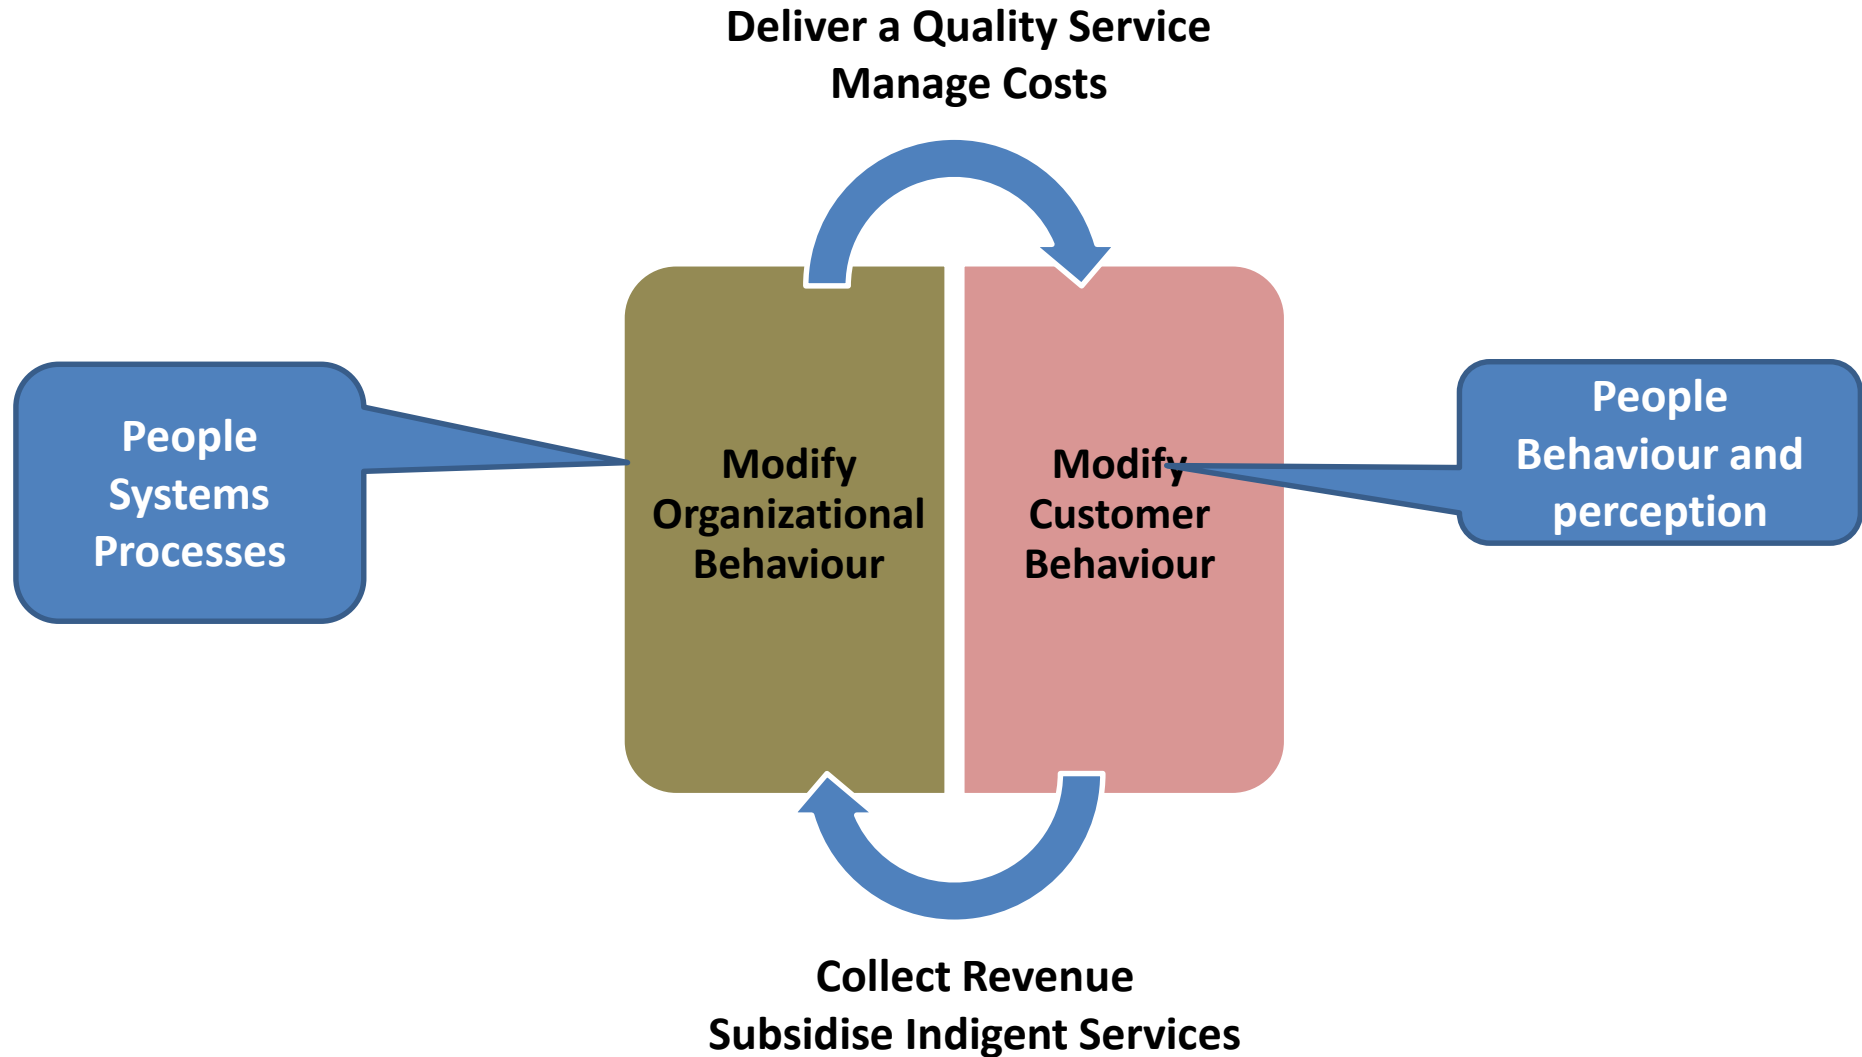 Deliver a Quality Service
Manage Costs
People
Systems
Processes
Modify
Organizational
Behaviour
Modify
Customer
Behaviour
People
Behaviour and
perception
Collect Revenue
Subsidise Indigent Services